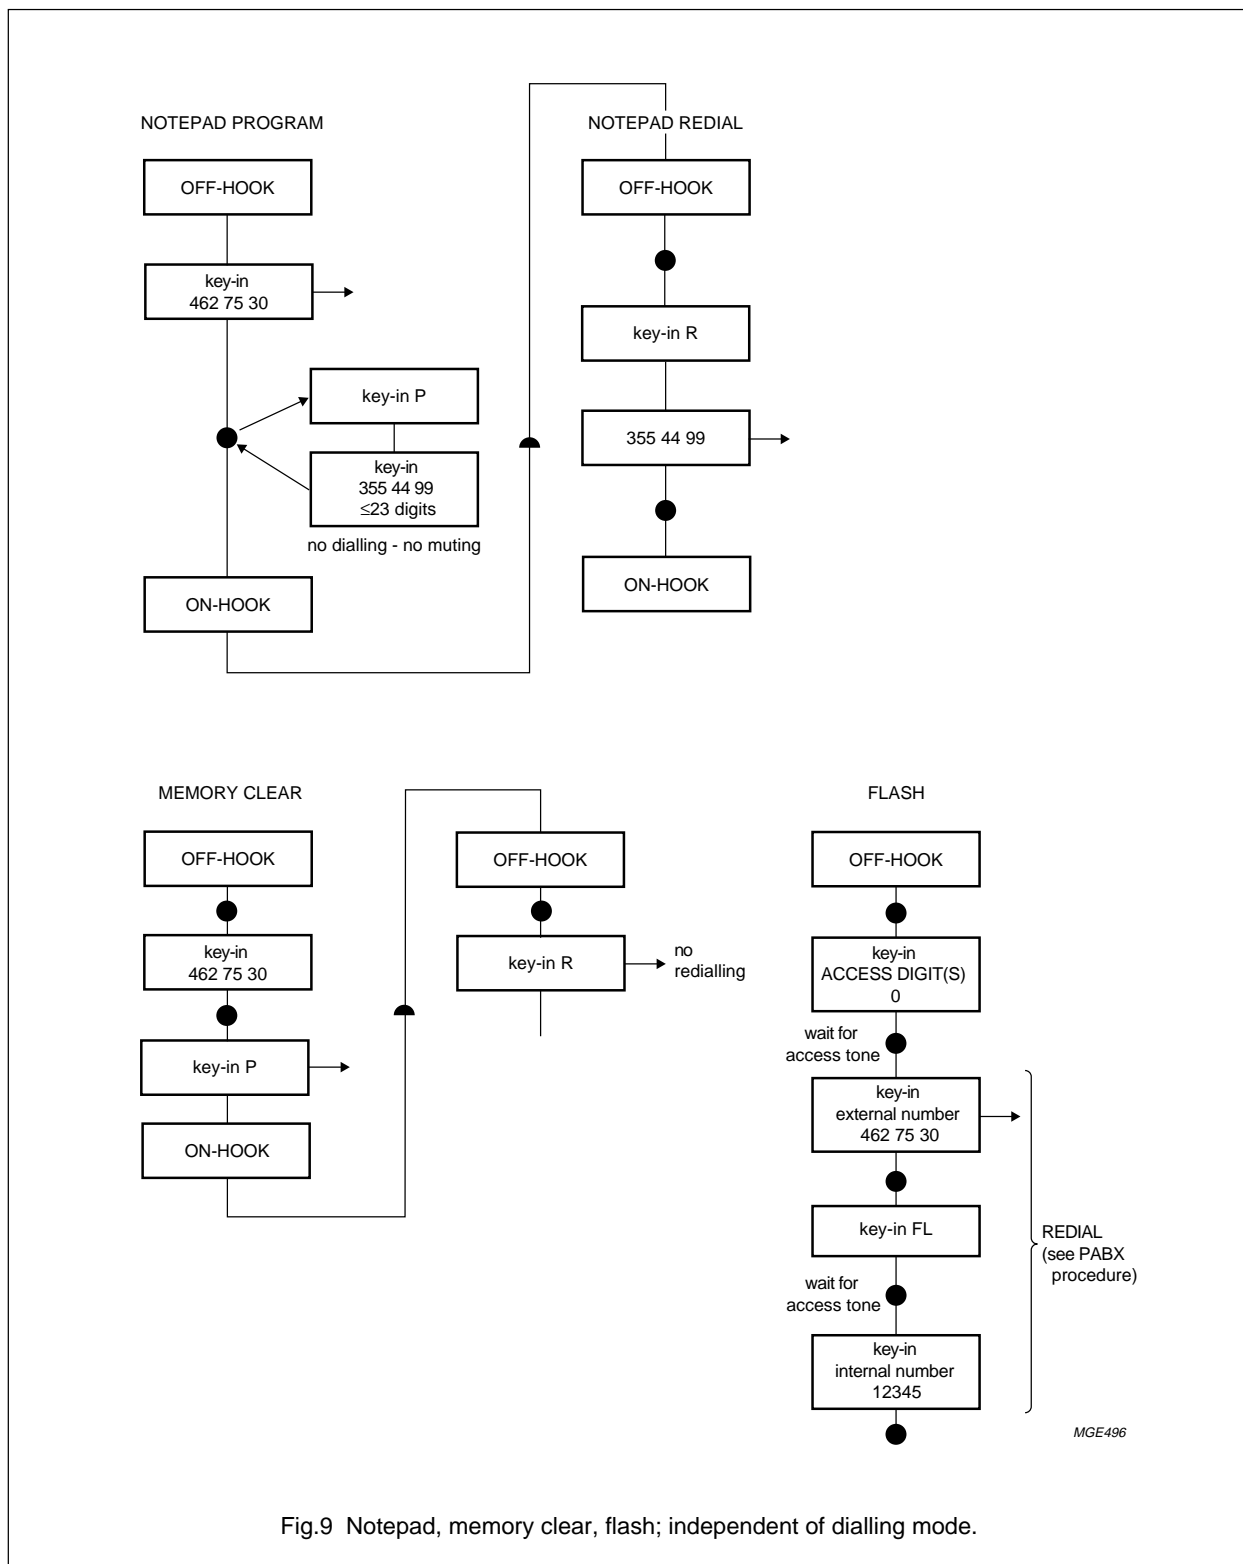 NOTEPAD PROGRAM
OFF-HOOK
key-in
462 75 30
key-in P
key-in
355 44 99
≤23 digits
no dialling - no muting
ON-HOOK
NOTEPAD REDIAL
OFF-HOOK
key-in R
355 44 99
ON-HOOK
MEMORY CLEAR
OFF-HOOK
key-in
462 75 30
key-in P
ON-HOOK
OFF-HOOK
key-in R
no
redialling
FLASH
OFF-HOOK
key-in
ACCESS DIGIT(S)
0
wait for
access tone
key-in
external number
462 75 30
key-in FL
wait for
access tone
key-in
internal number
12345
REDIAL
(see PABX
procedure)
MGE496
Fig.9 Notepad, memory clear, flash; independent of dialling mode.